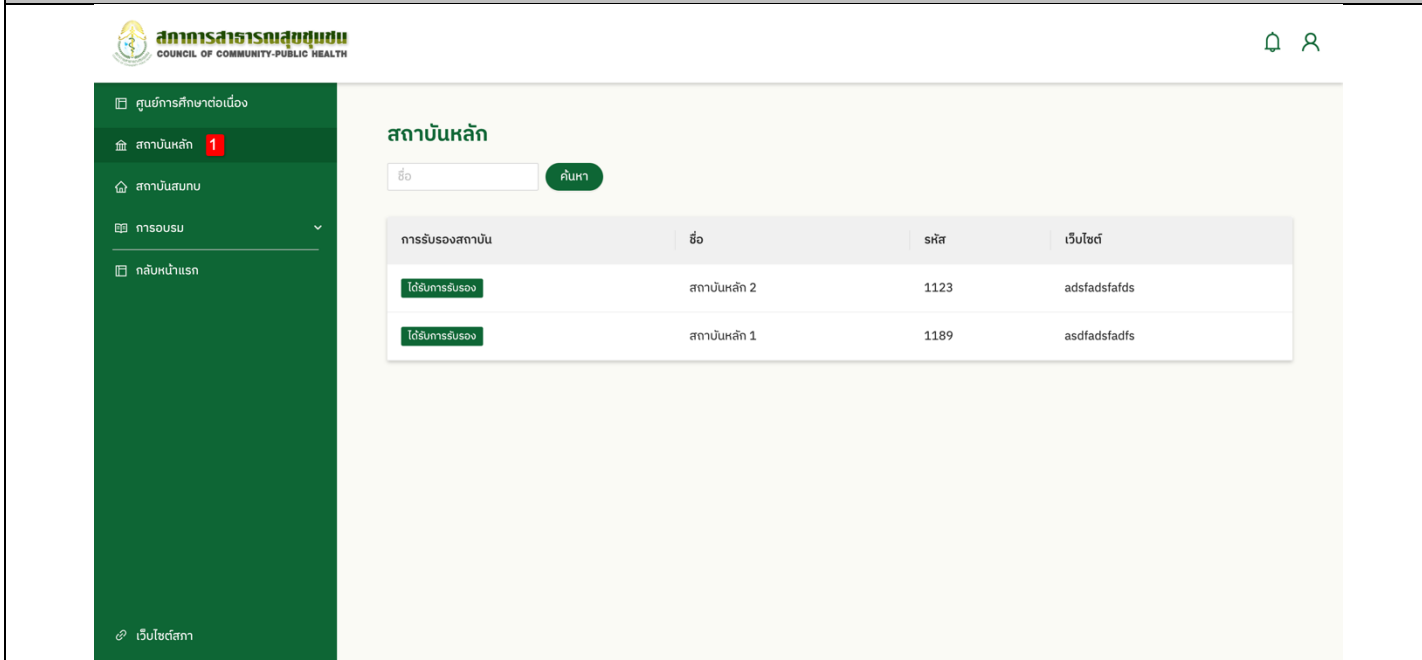 สภาการสาธารณสุขชุมชน
COUNCIL OF COMMUNITY-PUBLIC HEALTH
ศูนย์การศึกษาต่อเนื่อง
สถาบันหลัก 1
สถาบันสมทบ
การอบรม
กลับหน้าแรก
เว็บไซต์สภา
สถาบันหลัก
ชื่อ ค้นหา
การรับรองสถาบัน ชื่อ รหัส เว็บไซต์
ได้รับการรับรอง สถาบันหลัก 2 1123 adsfadsfafds
ได้รับการรับรอง สถาบันหลัก 1 1189 asdfadsfadfs